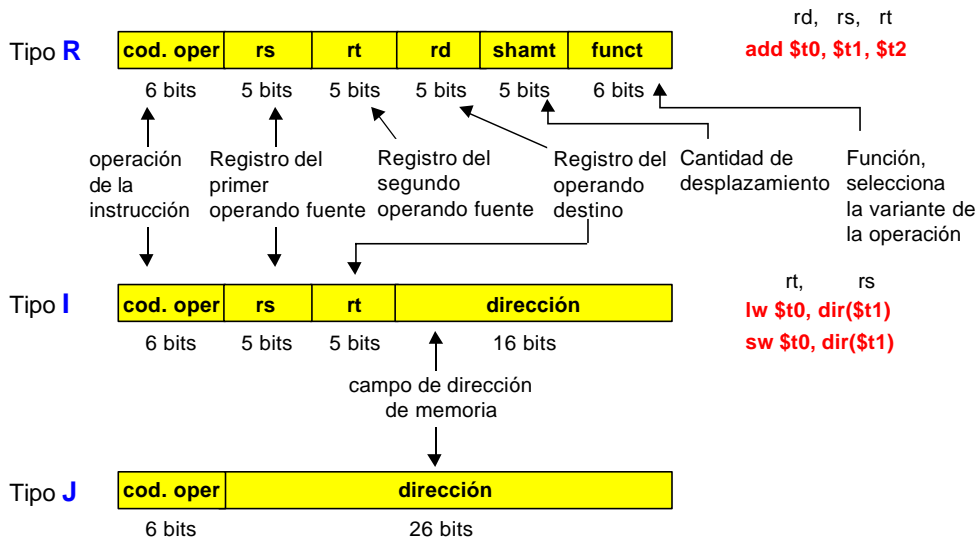 rd, rs, rt
Tipo R cod. oper rs rt rd shamt funct add $t0, $t1, $t2
6 bits 5 bits 5 bits 5 bits 5 bits 6 bits
operación
de la
instrucción
Registro del
primer
operando fuente
Registro del
segundo
operando fuente
Registro del
operando
destino
Cantidad de
desplazamiento
Función,
selecciona
la variante de
la operación
rt, rs
Tipo I cod. oper rs rt dirección lw $t0, dir($t1)
6 bits 5 bits 5 bits 16 bits sw $t0, dir($t1)
campo de dirección
de memoria
Tipo J cod. oper dirección
6 bits 26 bits